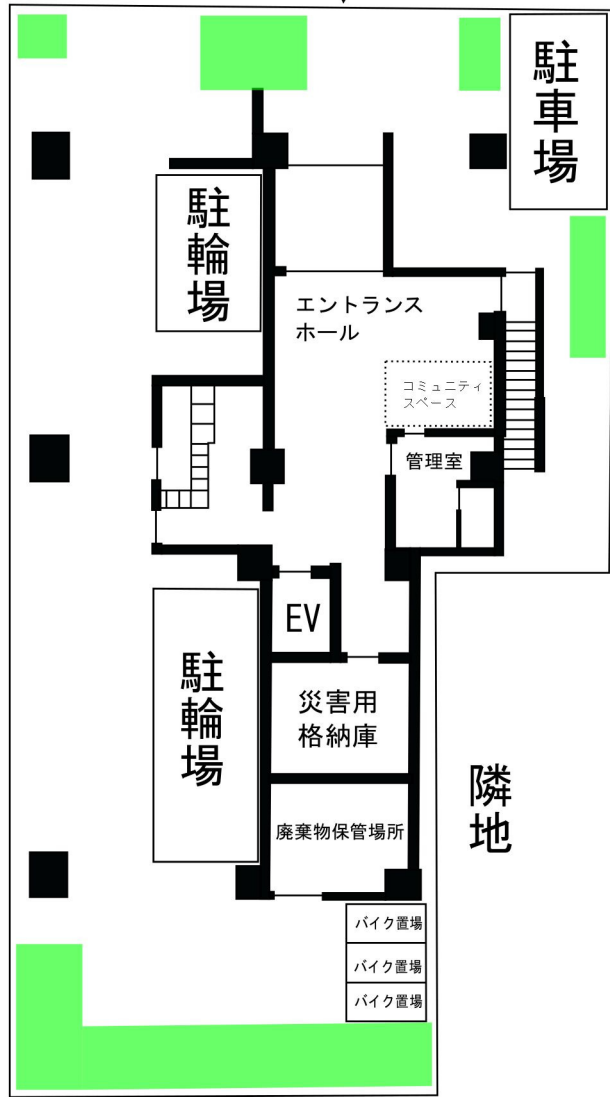 駐車場
駐輪場
エントランス
ホール
コミュニティ
スペース
管理室
EV
駐輪場
災害用
格納庫
隣地
廃棄物保管場所
バイク置場
バイク置場
バイク置場